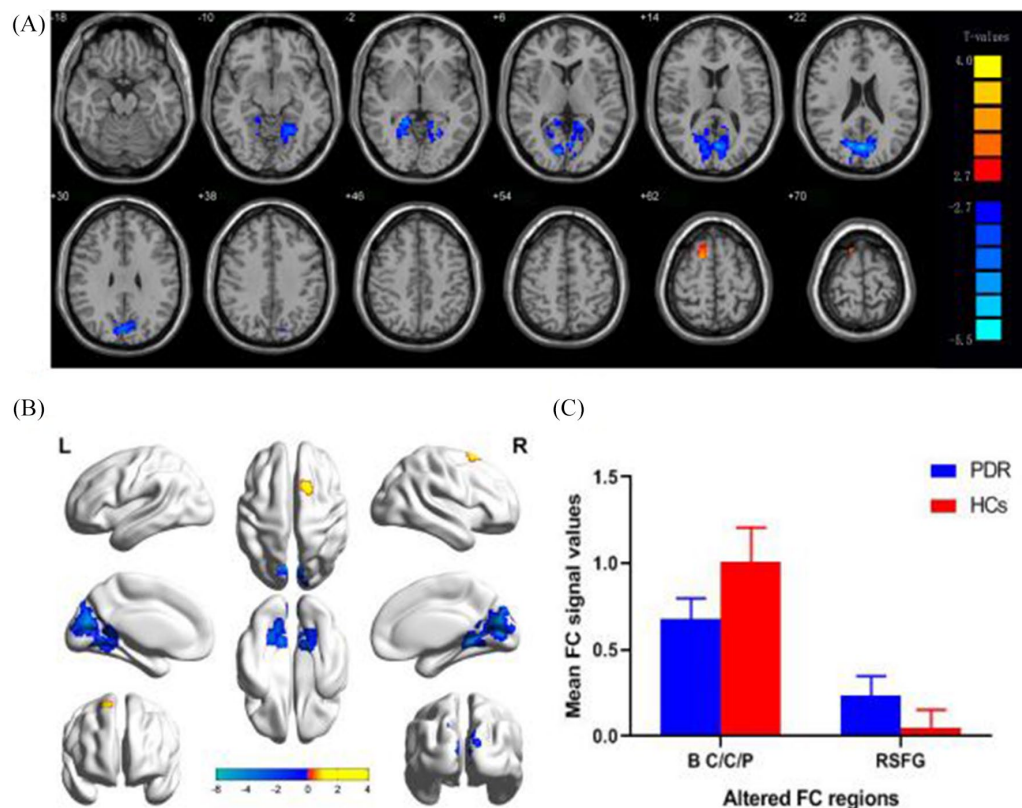 (A)
-18 -10 -2 +6 +14 +22
T-values
4.0
2.7
-2.7
-5.5
+30 +38 +46 +54 +62 +70
(B)
L R
-6 -4 -2 0 2 4
(C)
Mean FC signal values
1.5
1.0
0.5
0.0
PDR
HCs
B C/C/P RSFG
Altered FC regions